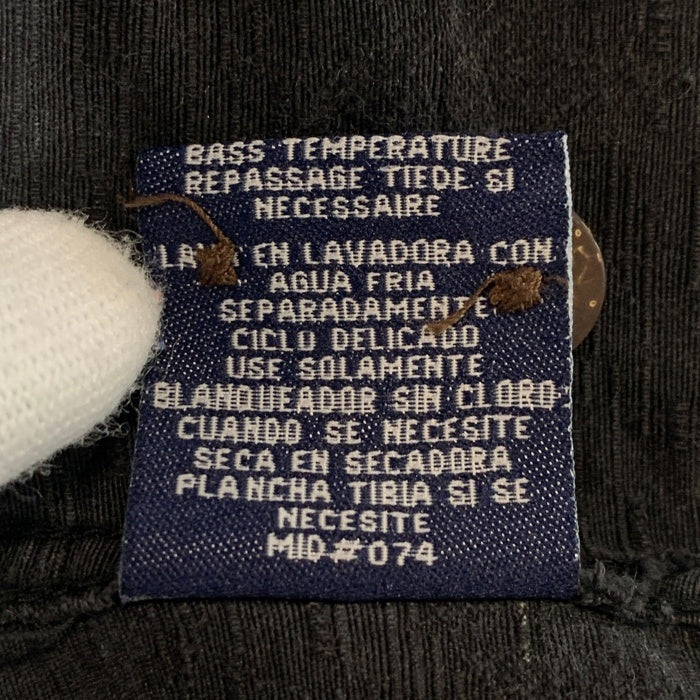 BASS TEMPERATURE
REPASSAGE TIEDE SI
NECESSAIRE
EN LAVADORA CON
AGUA FRIA
SEPARADAMENTE
CICLO DELICADO
USE SOLAMENTE
BLANQUEADOR SIN CLORO
CUANDO SE NECESITE
SECA EN SECADORA
PLANCHA TIBIA SI SE
NECESITE
MID#074